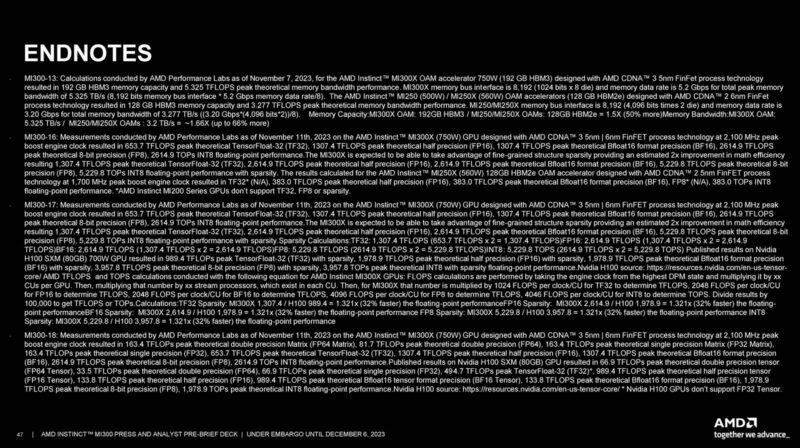 ENDNOTES
MI300-13: Calculations conducted by AMD Performance Labs as of November 7, 2023, for the AMD Instinct™ MI300X OAM accelerator 750W (192 GB HBM3) designed with AMD CDNA™ 3 5nm FinFet process technology
resulted in 192 GB HBM3 memory capacity and 5.325 TFLOPS peak theoretical memory bandwidth performance. MI300X memory bus interface is 8,192 (1024 bits x 8 die) and memory data rate is 5.2 Gbps for total peak memory
bandwidth of 5.325 TB/s (8,192 bits memory bus interface * 5.2 Gbps memory data rate/8). The AMD Instinct™ MI250 (500W) / MI250X (560W) OAM accelerators (128 GB HBM2e) designed with AMD CDNA™ 2 6nm FinFet
process technology resulted in 128 GB HBM3 memory capacity and 3.277 TFLOPS peak theoretical memory bandwidth performance. MI250/MI250X memory bus interface is 8,192 (4,096 bits times 2 die) and memory data rate is
3.20 Gbps for total memory bandwidth of 3.277 TB/s ((3.20 Gbps*(4,096 bits*2))/8). Memory Capacity:MI300X OAM: 192GB HBM3 / MI250/MI250X OAMs: 128GB HBM2e = 1.5X (50% more)Memory Bandwidth:MI300X OAM:
5.325 TB/s / MI250/MI250X OAMs : 3.2 TB/s = ~1.66X (up to 66% more)
MI300-16: Measurements conducted by AMD Performance Labs as of November 11th, 2023 on the AMD Instinct™ MI300X (750W) GPU designed with AMD CDNA™ 3 5nm | 6nm FinFET process technology at 2,100 MHz peak
boost engine clock resulted in 653.7 TFLOPS peak theoretical TensorFloat-32 (TF32), 1307.4 TFLOPS peak theoretical half precision (FP16), 1307.4 TFLOPS peak theoretical Bfloat16 format precision (BF16), 2614.9 TFLOPS
peak theoretical 8-bit precision (FP8), 2614.9 TOPs INT8 floating-point performance.The MI300X is expected to be able to take advantage of fine-grained structure sparsity providing an estimated 2x improvement in math efficiency
resulting 1,307.4 TFLOPS peak theoretical TensorFloat-32 (TF32), 2,614.9 TFLOPS peak theoretical half precision (FP16), 2,614.9 TFLOPS peak theoretical Bfloat16 format precision (BF16), 5,229.8 TFLOPS peak theoretical 8-bit
precision (FP8), 5,229.8 TOPs INT8 floating-point performance with sparsity. The results calculated for the AMD Instinct™ MI250X (560W) 128GB HBM2e OAM accelerator designed with AMD CDNA™ 2 5nm FinFET process
technology at 1,700 MHz peak boost engine clock resulted in TF32* (N/A), 383.0 TFLOPS peak theoretical half precision (FP16), 383.0 TFLOPS peak theoretical Bfloat16 format precision (BF16), FP8* (N/A), 383.0 TOPs INT8
floating-point performance. *AMD Instinct MI200 Series GPUs don't support TF32, FP8 or sparsity.
MI300-17: Measurements conducted by AMD Performance Labs as of November 11th, 2023 on the AMD Instinct™ MI300X (750W) GPU designed with AMD CDNA™ 3 5nm | 6nm FinFET process technology at 2,100 MHz peak
boost engine clock resulted in 653.7 TFLOPS peak theoretical TensorFloat-32 (TF32), 1307.4 TFLOPS peak theoretical half precision (FP16), 1307.4 TFLOPS peak theoretical Bfloat16 format precision (BF16), 2614.9 TFLOPS
peak theoretical 8-bit precision (FP8), 2614.9 TOPs INT8 floating-point performance.The MI300X is expected to be able to take advantage of fine-grained structure sparsity providing an estimated 2x improvement in math efficiency
resulting 1,307.4 TFLOPS peak theoretical TensorFloat-32 (TF32), 2,614.9 TFLOPS peak theoretical half precision (FP16), 2,614.9 TFLOPS peak theoretical Bfloat16 format precision (BF16), 5,229.8 TFLOPS peak theoretical 8-bit
precision (FP8), 5,229.8 TOPs INT8 floating-point performance with sparsity.Sparsity Calculations:TF32: 1,307.4 TFLOPS (653.7 TFLOPS x 2 = 1,307.4 TFLOPS)FP16: 2,614.9 TFLOPS (1,307.4 TFLOPS x 2 = 2,614.9
TFLOPS)BF16: 2,614.9 TFLOPS (1,307.4 TFLOPS x 2 = 2,614.9 TFLOPS)FP8: 5,229.8 TFLOPS (2614.9 TFLOPS x 2 = 5,229.8 TFLOPS)INT8: 5,229.8 TOPS (2614.9 TFLOPS x 2 = 5,229.8 TOPS) Published results on Nvidia
H100 SXM (80GB) 700W GPU resulted in 989.4 TFLOPs peak TensorFloat-32 (TF32) with sparsity, 1,978.9 TFLOPS peak theoretical half precision (FP16) with sparsity, 1,978.9 TFLOPS peak theoretical Bfloat16 format precision
(BF16) with sparsity, 3,957.8 TFLOPS peak theoretical 8-bit precision (FP8) with sparsity, 3,957.8 TOPs peak theoretical INT8 with sparsity floating-point performance.Nvidia H100 source: https://resources.nvidia.com/en-us-tensor-
core/ AMD TFLOPS and TOPS calculations conducted with the following equation for AMD Instinct MI300X GPUs: FLOPS calculations are performed by taking the engine clock from the highest DPM state and multiplying it by xx
CUs per GPU. Then, multiplying that number by xx stream processors, which exist in each CU. Then, for MI300X that number is multiplied by 1024 FLOPS per clock/CU for TF32 to determine TFLOPS, 2048 FLOPS per clock/CU
for FP16 to determine TFLOPS, 2048 FLOPS per clock/CU for BF16 to determine TFLOPS, 4096 FLOPS per clock/CU for FP8 to determine TFLOPS, 4046 FLOPS per clock/CU for INT8 to determine TOPS. Divide results by
100,000 to get TFLOPS or TOPs.Calculations:TF32 Sparsity: MI300X 1,307.4 / H100 989.4 = 1.321x (32% faster) the floating-point performanceFP16 Sparsity: MI300X 2,614.9 / H100 1,978.9 = 1.321x (32% faster) the floating-
point performanceBF16 Sparsity: MI300X 2,614.9 / H100 1,978.9 = 1.321x (32% faster) the floating-point performance FP8 Sparsity: MI300X 5,229.8 / H100 3,957.8 = 1.321x (32% faster) the floating-point performance INT8
Sparsity: MI300X 5,229.8 / H100 3,957.8 = 1.321x (32% faster) the floating-point performance
MI300-18: Measurements conducted by AMD Performance Labs as of November 11th, 2023 on the AMD Instinct™ MI300X (750W) GPU designed with AMD CDNA™ 3 5nm | 6nm FinFET process technology at 2,100 MHz peak
boost engine clock resulted in 163.4 TFLOPs peak theoretical double precision Matrix (FP64 Matrix), 81.7 TFLOPs peak theoretical double precision (FP64), 163.4 TFLOPs peak theoretical single precision Matrix (FP32 Matrix),
163.4 TFLOPs peak theoretical single precision (FP32), 653.7 TFLOPS peak theoretical TensorFloat-32 (TF32), 1307.4 TFLOPS peak theoretical half precision (FP16), 1307.4 TFLOPS peak theoretical Bfloat16 format precision
(BF16), 2614.9 TFLOPS peak theoretical 8-bit precision (FP8), 2614.9 TOPs INT8 floating-point performance.Published results on Nvidia H100 SXM (80GB) GPU resulted in 66.9 TFLOPs peak theoretical double precision tensor
(FP64 Tensor), 33.5 TFLOPs peak theoretical double precision (FP64), 66.9 TFLOPs peak theoretical single precision (FP32), 494.7 TFLOPs peak TensorFloat-32 (TF32)*, 989.4 TFLOPS peak theoretical half precision tensor
(FP16 Tensor), 133.8 TFLOPS peak theoretical half precision (FP16), 989.4 TFLOPS peak theoretical Bfloat16 tensor format precision (BF16 Tensor), 133.8 TFLOPS peak theoretical Bfloat16 format precision (BF16), 1,978.9
TFLOPS peak theoretical 8-bit precision (FP8), 1,978.9 TOPs peak theoretical INT8 floating-point performance.Nvidia H100 source: https://resources.nvidia.com/en-us-tensor-core/ * Nvidia H100 GPUs don't support FP32 Tensor.
47 | AMD INSTINCT™ MI300 PRESS AND ANALYST PRE-BRIEF DECK | UNDER EMBARGO UNTIL DECEMBER 6, 2023
AMD
together we advance_